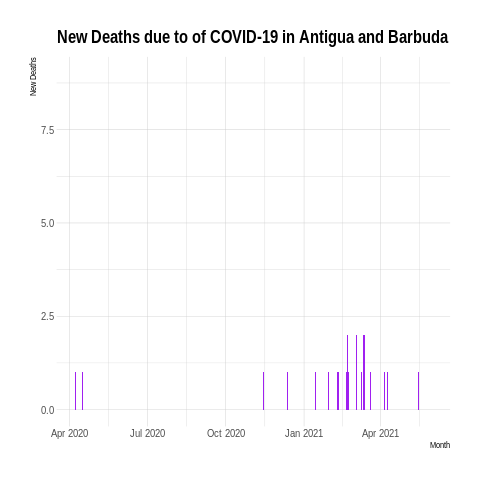 New Deaths due to of COVID-19 in Antigua and Barbuda
New Deaths
7.5
5.0
2.5
0.0
Apr 2020 Jul 2020 Oct 2020 Jan 2021 Apr 2021
Month